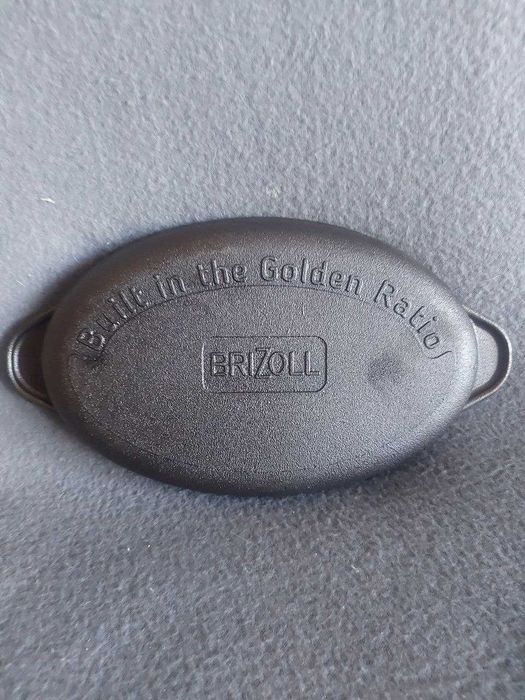 Built in the Golden Ratio
BRIZOLL